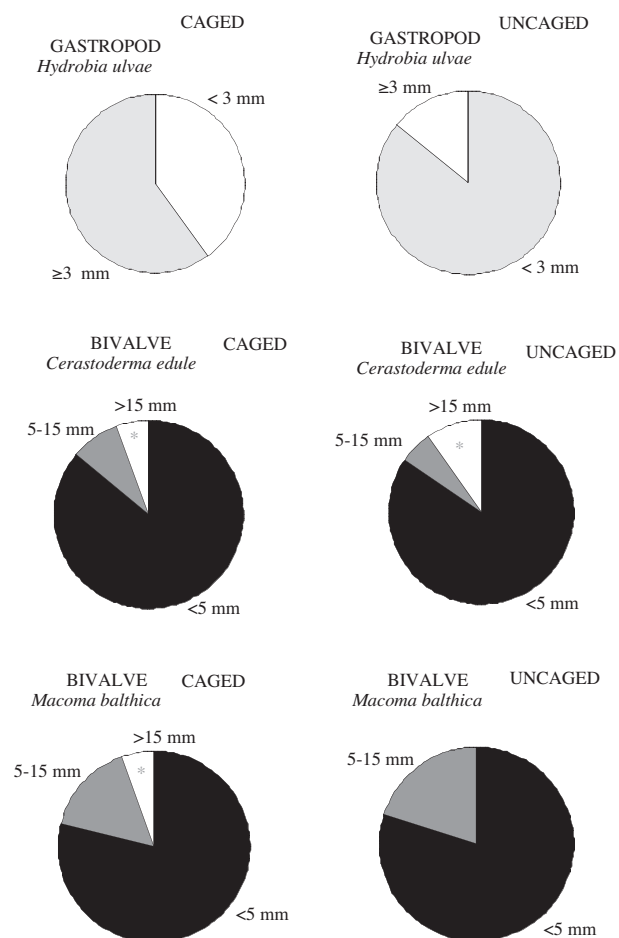 CAGED
GASTROPOD
Hydrobia ulvae
< 3 mm
≥3 mm
UNCAGED
GASTROPOD
Hydrobia ulvae
≥3 mm
< 3 mm
BIVALVE CAGED
Cerastoderma edule
>15 mm
5-15 mm
*
<5 mm
BIVALVE UNCAGED
Cerastoderma edule
>15 mm
5-15 mm
*
<5 mm
BIVALVE CAGED
Macoma balthica
>15 mm
5-15 mm
*
<5 mm
BIVALVE UNCAGED
Macoma balthica
5-15 mm
<5 mm